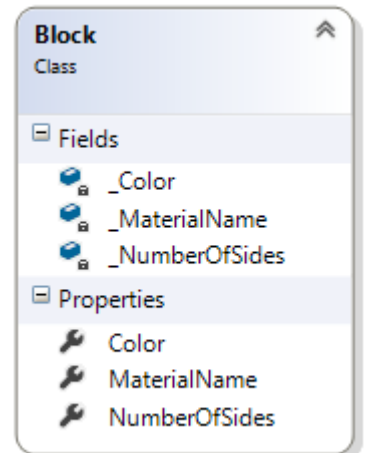 Block
Class
Fields
_Color
_MaterialName
_NumberOfSides
Properties
Color
MaterialName
NumberOfSides